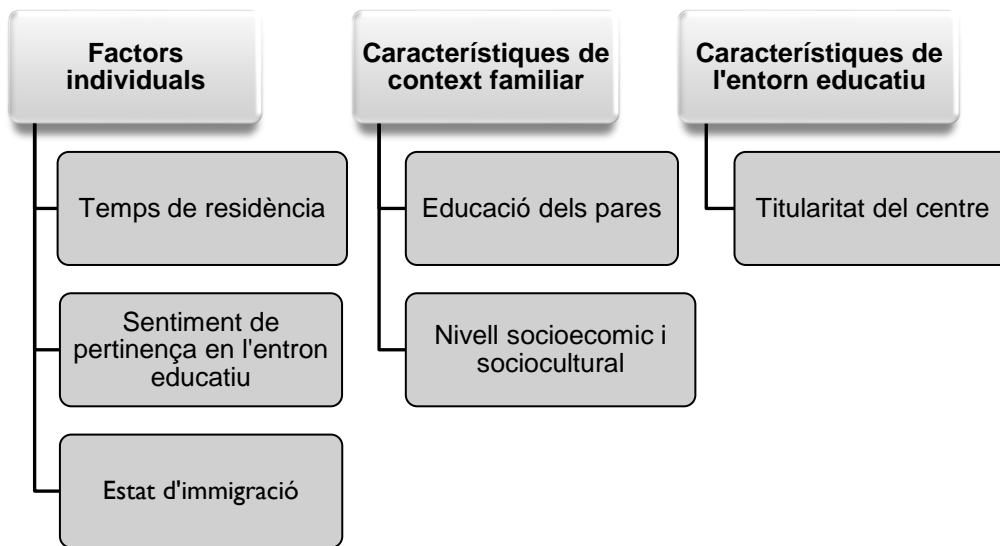 Factors
individuals
Temps de residència
Sentiment de
pertinença en l'entron
educatiu
Estat d'immigració
Característiques de
context familiar
Educació dels pares
Nivell socioecomic i
sociocultural
Característiques de
l'entorn educatiu
Titularitat del centre